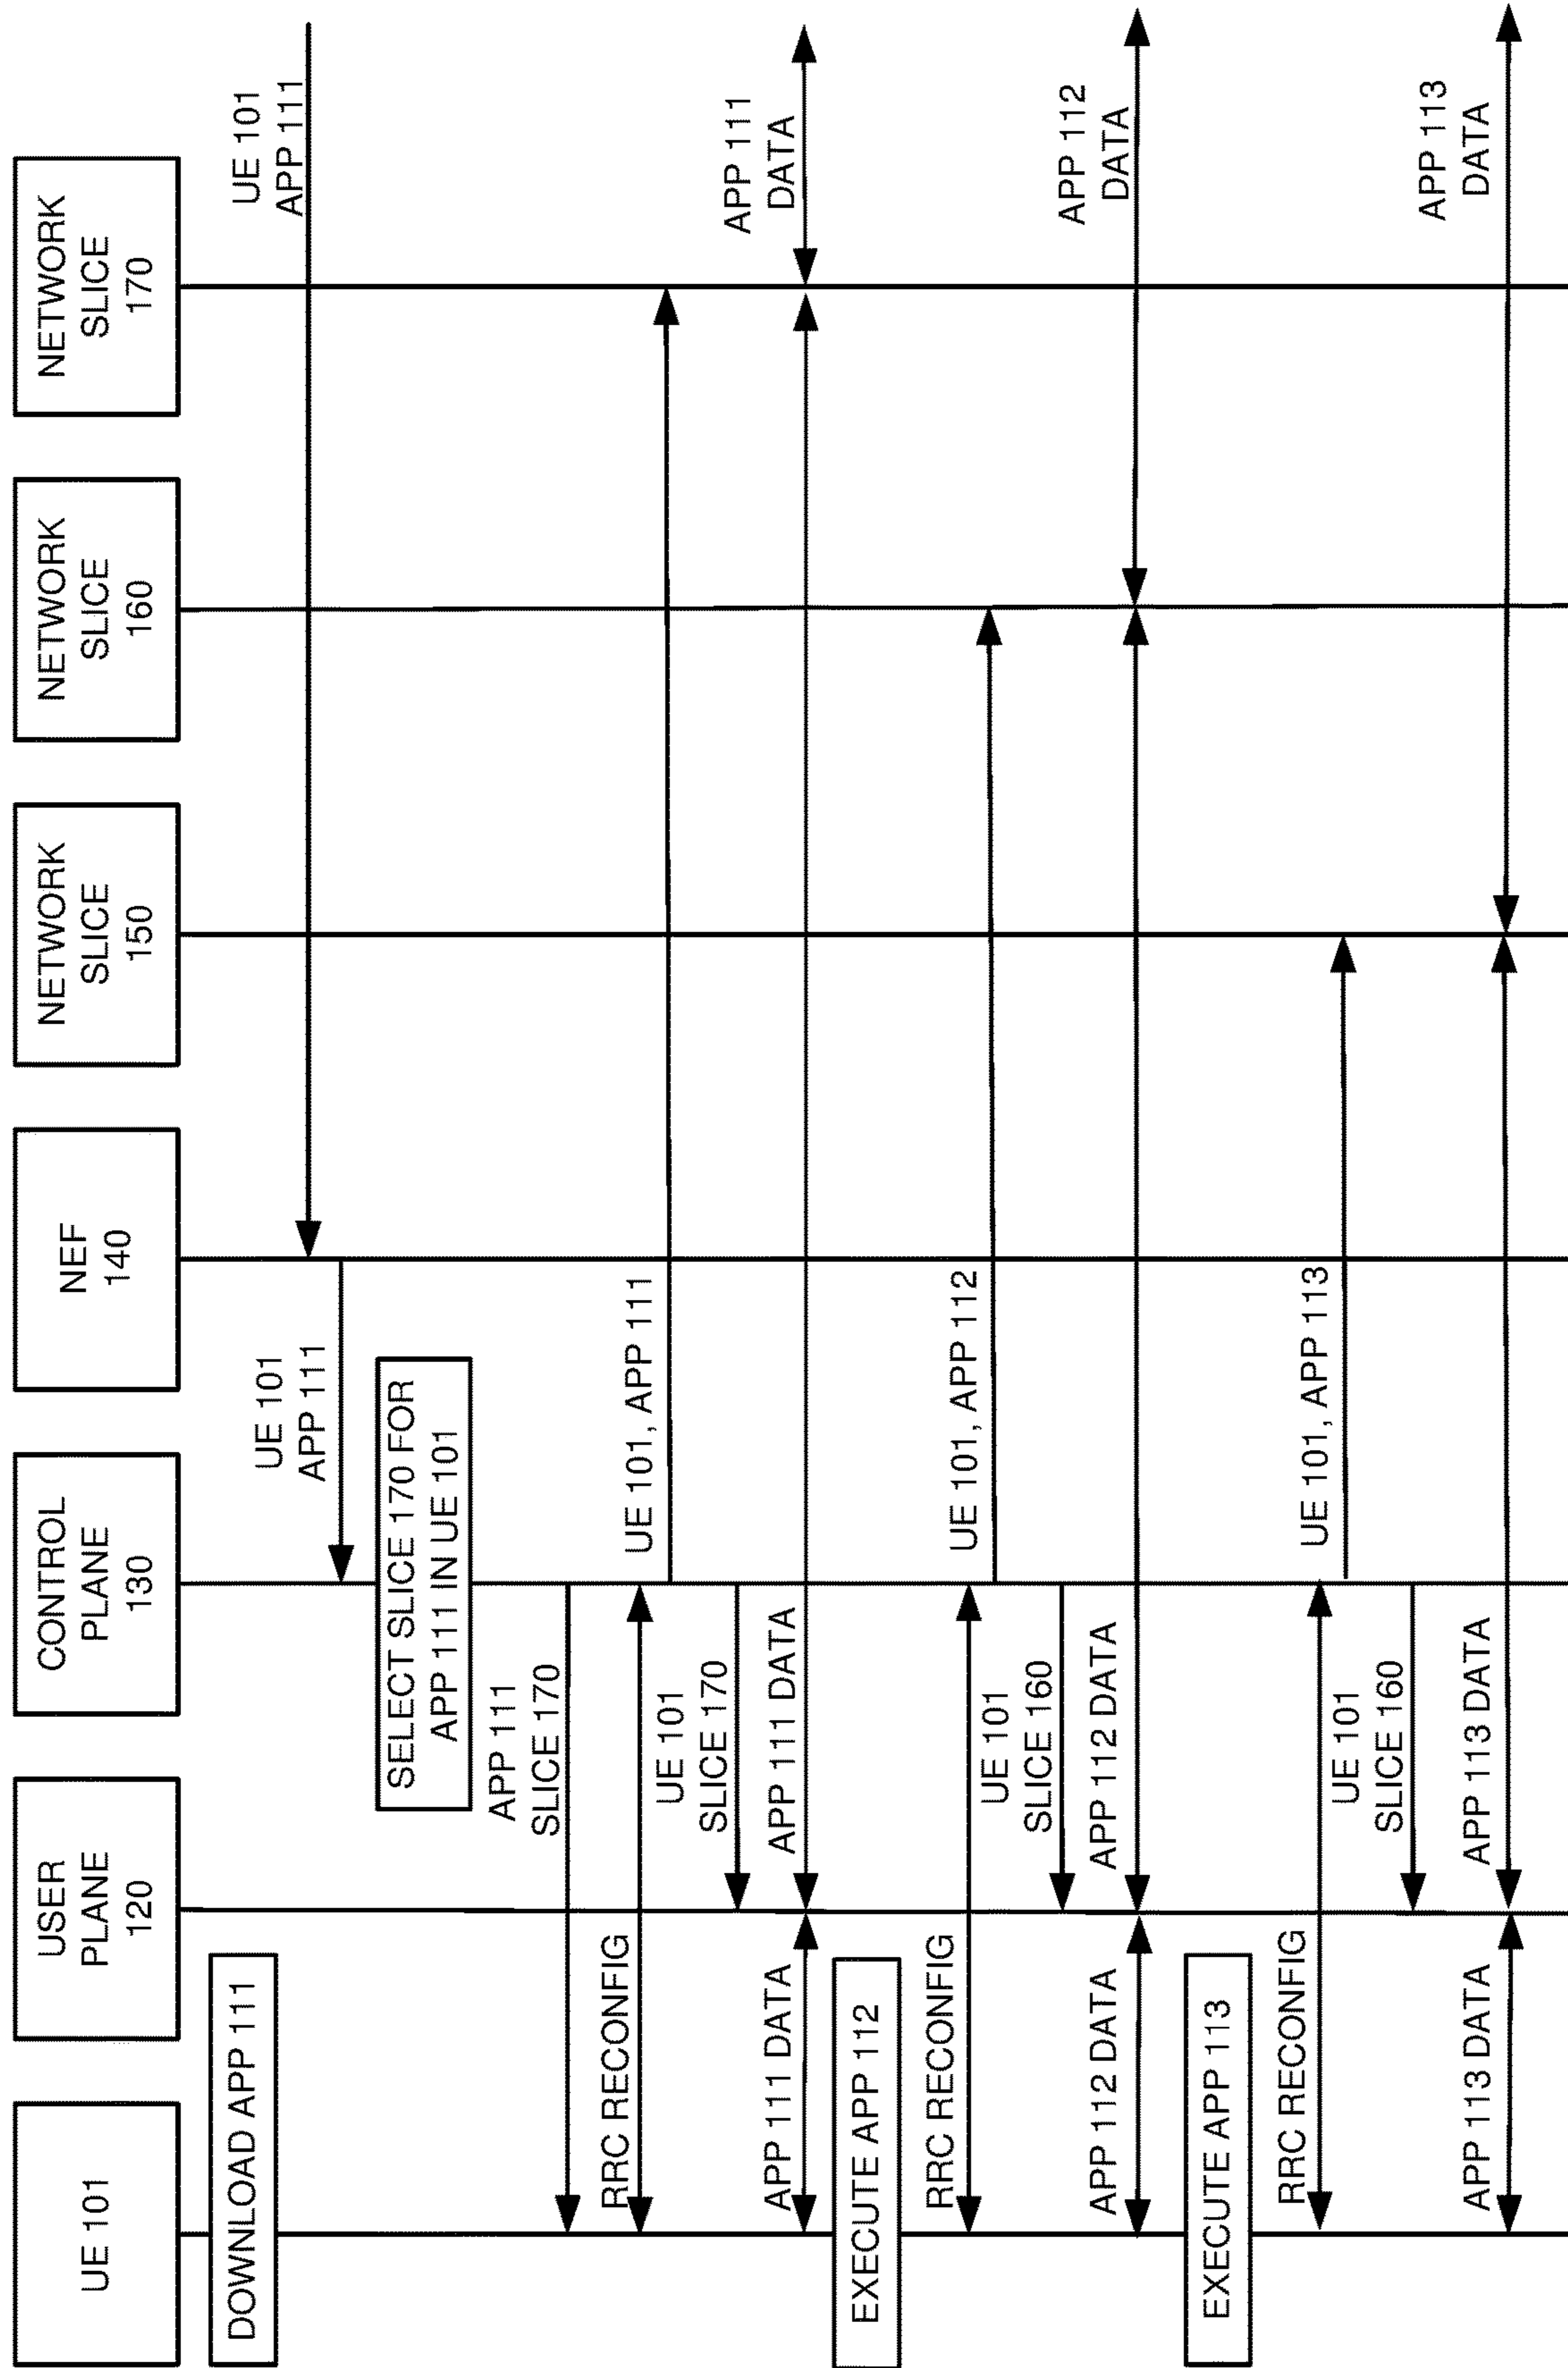 UE 101
USER
PLANE
120
CONTROL
PLANE
130
NEF
140
NETWORK
SLICE
150
NETWORK
SLICE
160
NETWORK
SLICE
170
DOWNLOAD APP 111
UE 101
APP 111
UE 101
APP 111
SELECT SLICE 170 FOR
APP 111 IN UE 101
APP 111
SLICE 170
RRC RECONFIG
UE 101, APP 111
UE 101
SLICE 170
APP 111 DATA
APP 111 DATA
APP 111
DATA
EXECUTE APP 112
RRC RECONFIG
UE 101, APP 112
UE 101
SLICE 160
APP 112 DATA
APP 112 DATA
APP 112
DATA
EXECUTE APP 113
RRC RECONFIG
UE 101, APP 113
UE 101
SLICE 160
APP 113 DATA
APP 113 DATA
APP 113
DATA